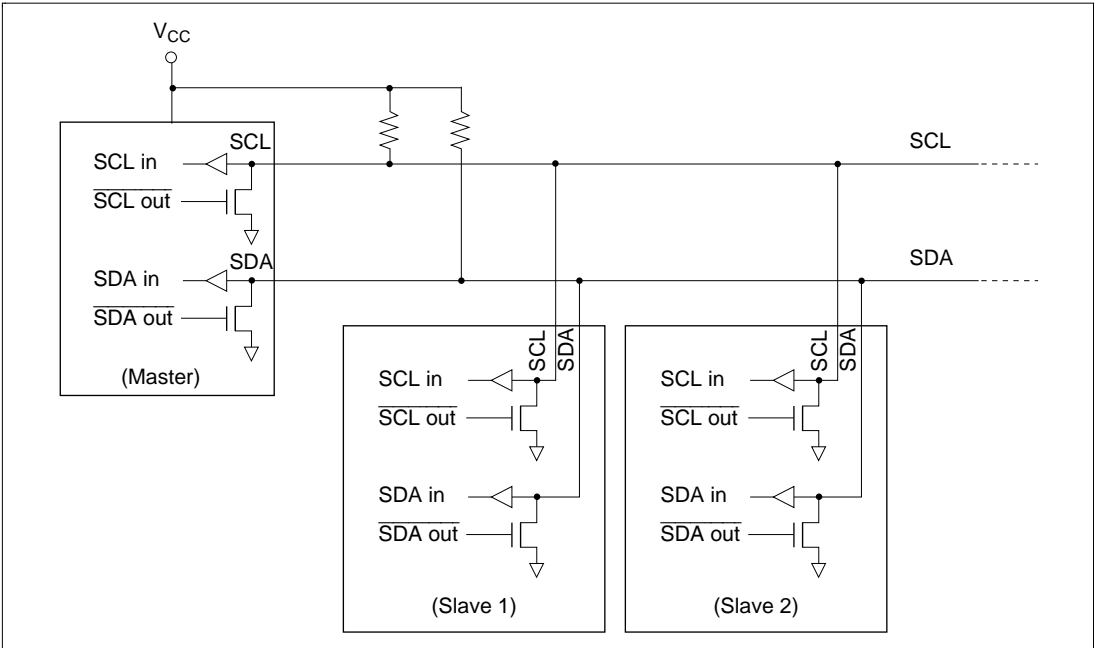 VCC
SCL
SCL in
SCL out
SDA
SDA in
SDA out
(Master)
SCL
SDA
SCL
SDA
SCL in
SCL out
SDA in
SDA out
(Slave 1)
SCL
SDA
SCL in
SCL out
SDA in
SDA out
(Slave 2)